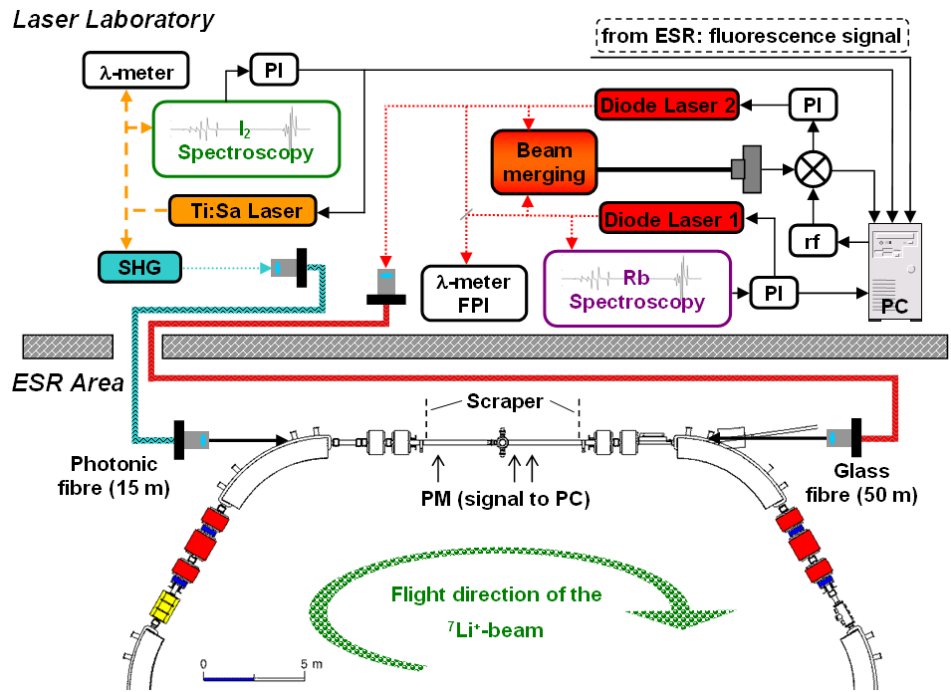 Laser Laboratory
from ESR: fluorescence signal
λ-meter
PI
Diode Laser 2
PI
I2
Spectroscopy
Beam
merging
Ti:Sa Laser
Diode Laser 1
rf
SHG
λ-meter
FPI
Rb
Spectroscopy
PI
PC
ESR Area
Scraper
Photonic
fibre (15 m)
PM (signal to PC)
Glass
fibre (50 m)
Flight direction of the
⁷Li⁺-beam
0 5 m